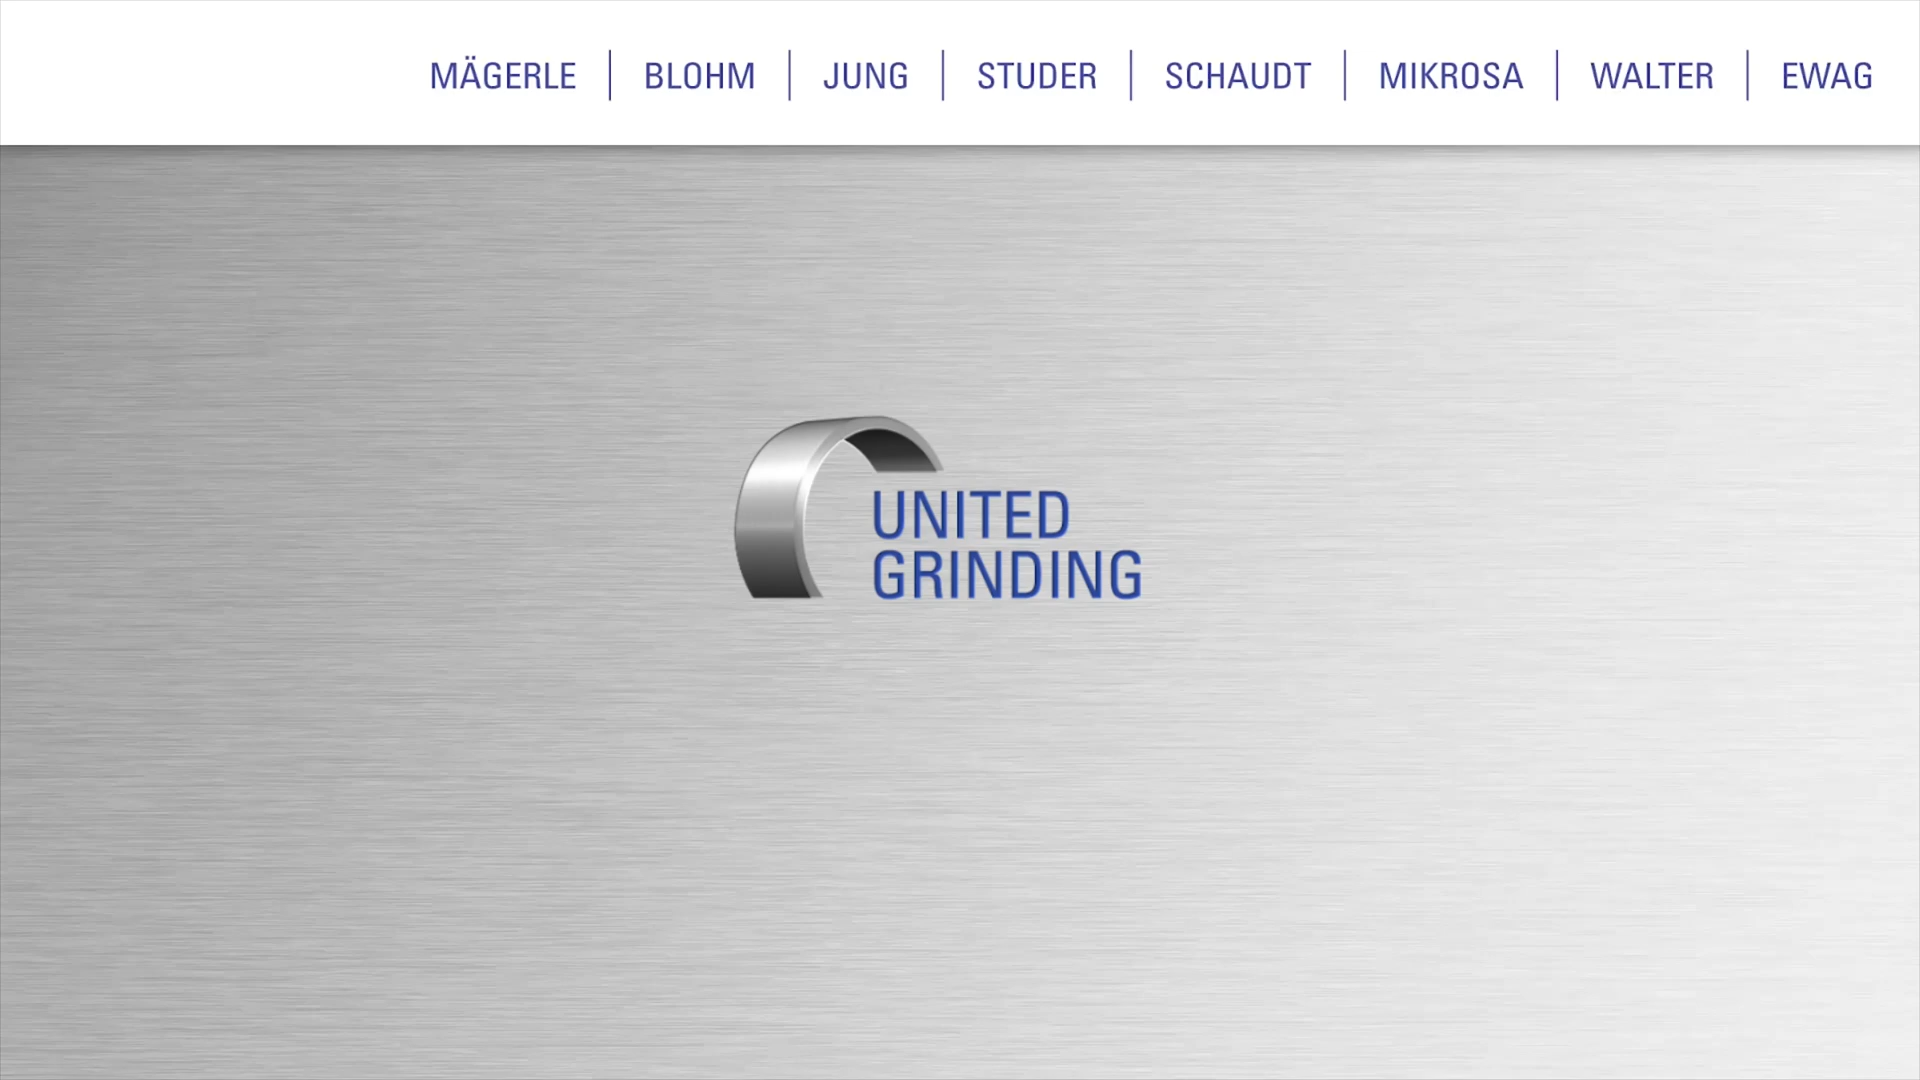 MÄGERLE | BLOHM | JUNG | STUDER | SCHAUDT | MIKROSA | WALTER | EWAG
UNITED
GRINDING